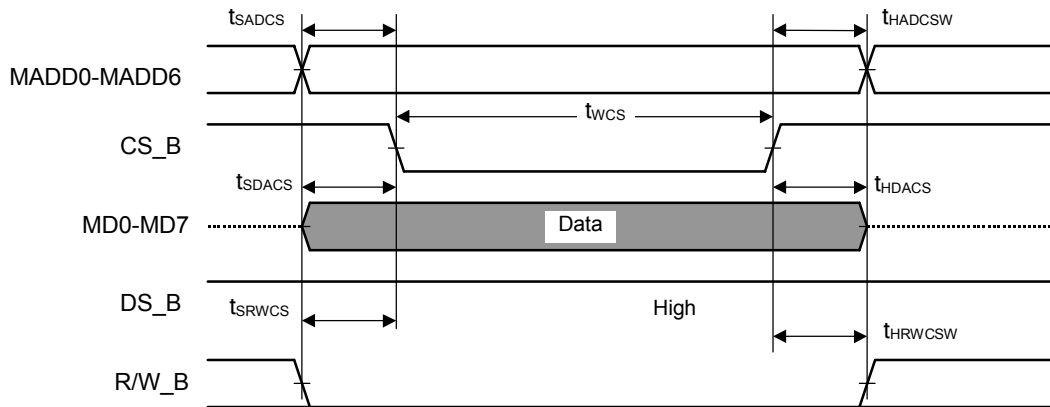 tSADCS tHADCSW
MADD0-MADD6
tWCS
CS_B
tSDACS tHDACS
MD0-MD7 Data
DS_B
tSRWCS High
tHRWCSW
R/W_B